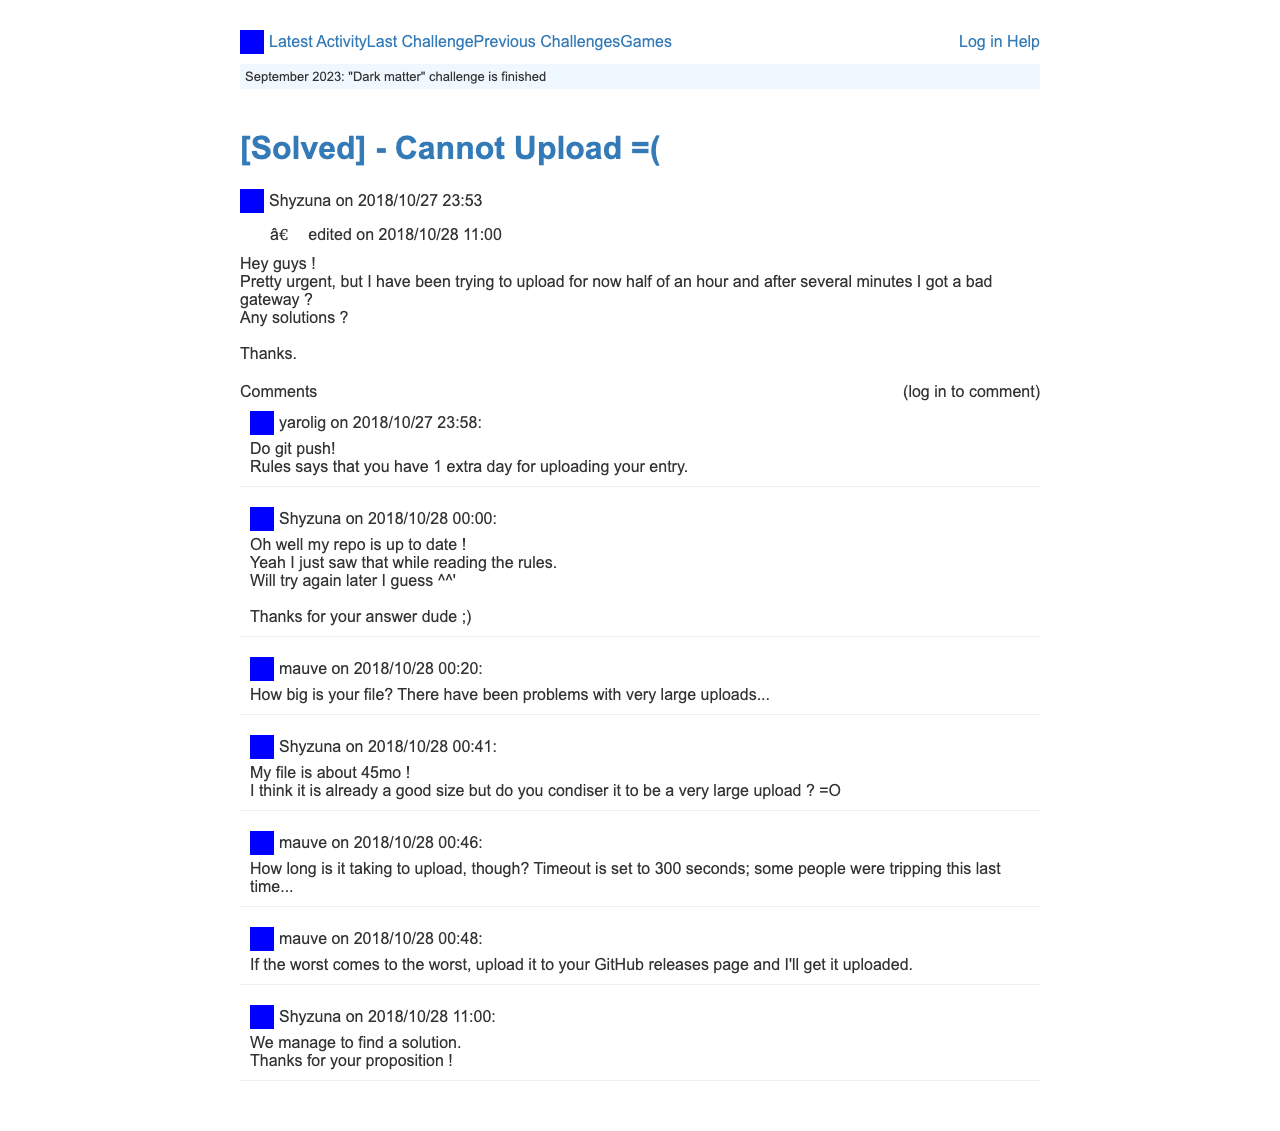 Latest ActivityLast ChallengePrevious ChallengesGames Log in Help
September 2023: "Dark matter" challenge is finished
[Solved] - Cannot Upload =(
Shyzuna on 2018/10/27 23:53
â€ edited on 2018/10/28 11:00
Hey guys !
Pretty urgent, but I have been trying to upload for now half of an hour and after several minutes I got a bad
gateway ?
Any solutions ?
Thanks.
Comments (log in to comment)
yarolig on 2018/10/27 23:58:
Do git push!
Rules says that you have 1 extra day for uploading your entry.
Shyzuna on 2018/10/28 00:00:
Oh well my repo is up to date !
Yeah I just saw that while reading the rules.
Will try again later I guess ^^'
Thanks for your answer dude ;)
mauve on 2018/10/28 00:20:
How big is your file? There have been problems with very large uploads...
Shyzuna on 2018/10/28 00:41:
My file is about 45mo !
I think it is already a good size but do you condiser it to be a very large upload ? =O
mauve on 2018/10/28 00:46:
How long is it taking to upload, though? Timeout is set to 300 seconds; some people were tripping this last
time...
mauve on 2018/10/28 00:48:
If the worst comes to the worst, upload it to your GitHub releases page and I'll get it uploaded.
Shyzuna on 2018/10/28 11:00:
We manage to find a solution.
Thanks for your proposition !